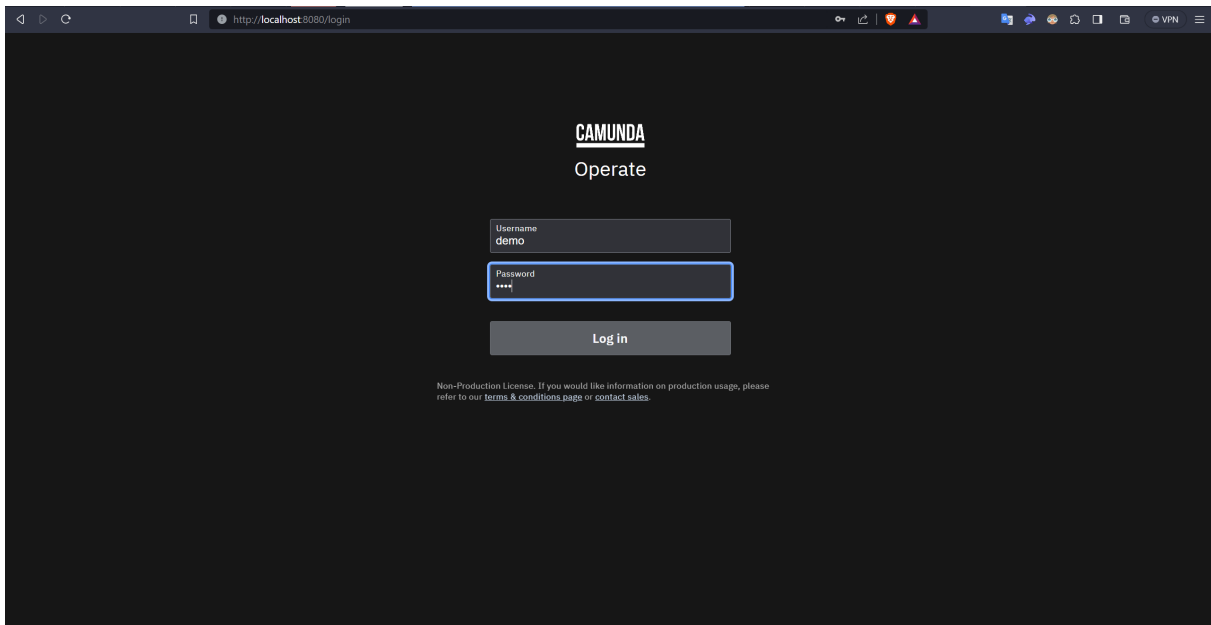 http://localhost:8080/login
VPN
CAMUNDA
Operate
Username
demo
Password
••••
Log in
Non-Production License. If you would like information on production usage, please
refer to our terms & conditions page or contact sales.